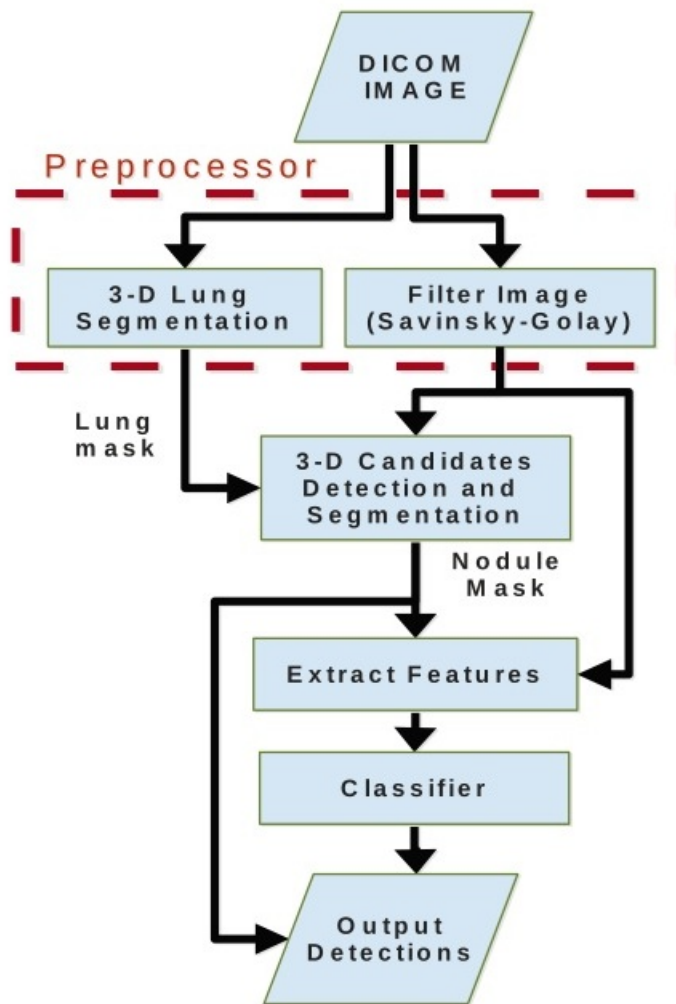 DICOM
IMAGE
Preprocessor
3-D Lung
Segmentation
Filter Image
(Savinsky-Golay)
Lung
mask
3-D Candidates
Detection and
Segmentation
Nodule
Mask
Extract Features
Classifier
Output
Detections